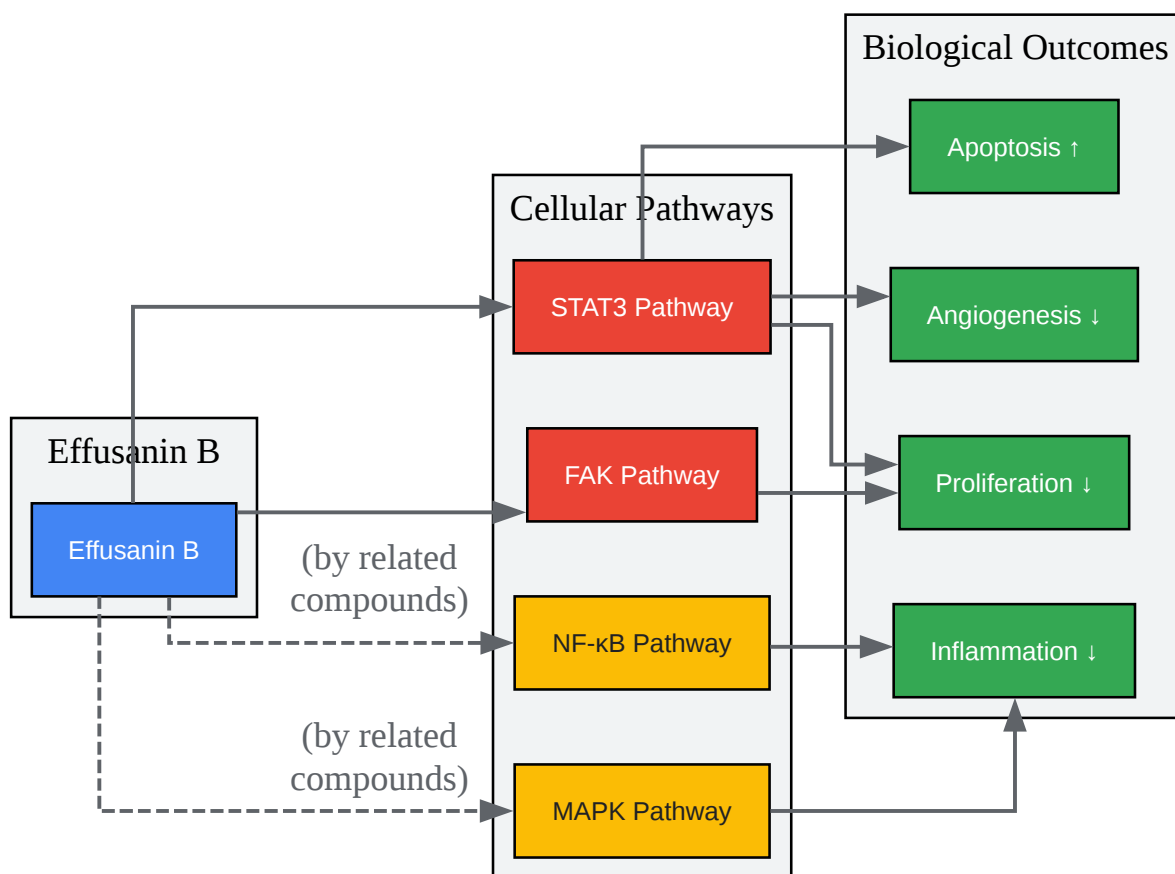 Biological Outcomes
Apoptosis ↑
Cellular Pathways
STAT3 Pathway
Angiogenesis ↓
Effusanin B
FAK Pathway
Proliferation ↓
Effusanin B
(by related
compounds)
NF-κB Pathway
Inflammation ↓
(by related
compounds)
MAPK Pathway